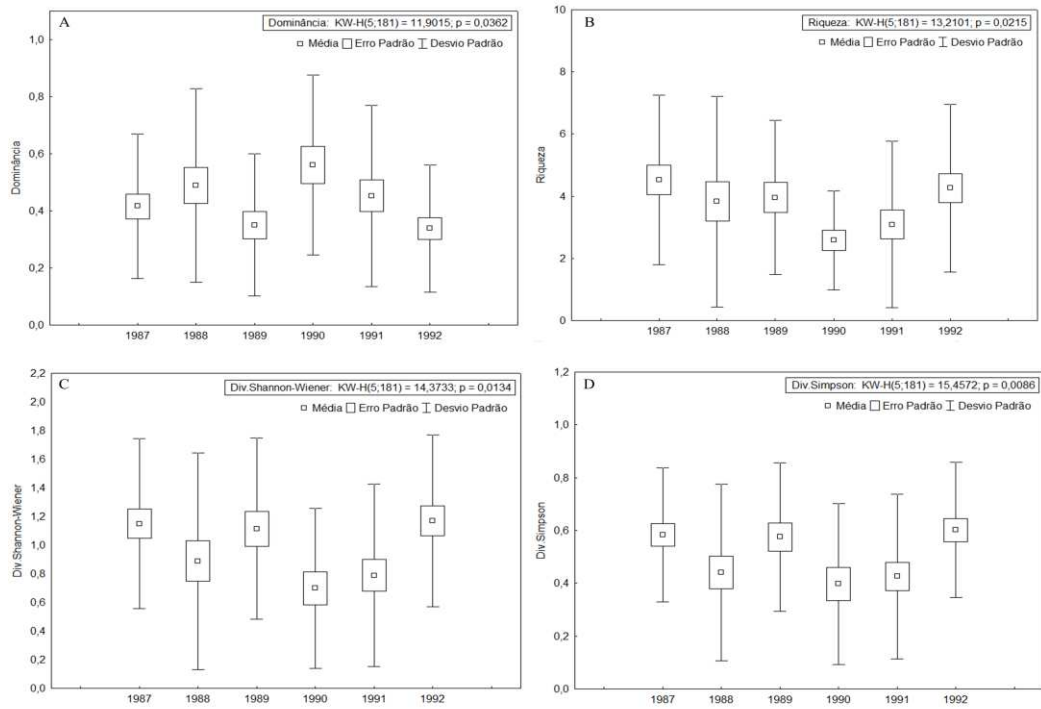 A
Dominância: KW-H(5;181) = 11,9015; p = 0,0362
Média Erro Padrão Desvio Padrão
Dominância
1,0
0,8
0,6
0,4
0,2
0,0
1987 1988 1989 1990 1991 1992
B
Riqueza: KW-H(5;181) = 13,2101; p = 0,0215
Média Erro Padrão Desvio Padrão
Riqueza
10
8
6
4
2
0
1987 1988 1989 1990 1991 1992
C
Div.Shannon-Wiener: KW-H(5;181) = 14,3733; p = 0,0134
Média Erro Padrão Desvio Padrão
Div.Shannon-Wiener
2,2
2,0
1,8
1,6
1,4
1,2
1,0
0,8
0,6
0,4
0,2
0,0
1987 1988 1989 1990 1991 1992
D
Div.Simpson: KW-H(5;181) = 15,4572; p = 0,0086
Média Erro Padrão Desvio Padrão
Div.Simpson
1,2
1,0
0,8
0,6
0,4
0,2
0,0
1987 1988 1989 1990 1991 1992